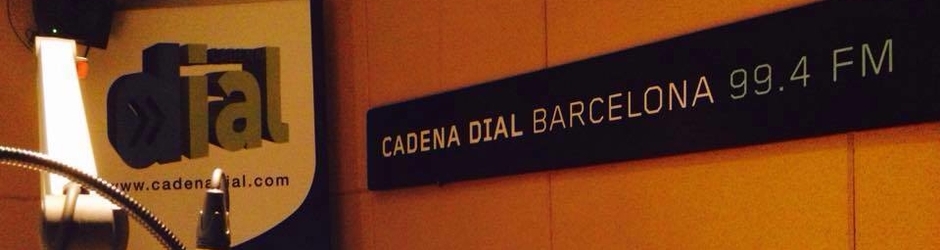 dial
www.cadenadial.com
CADENA DIAL BARCELONA 99.4 FM